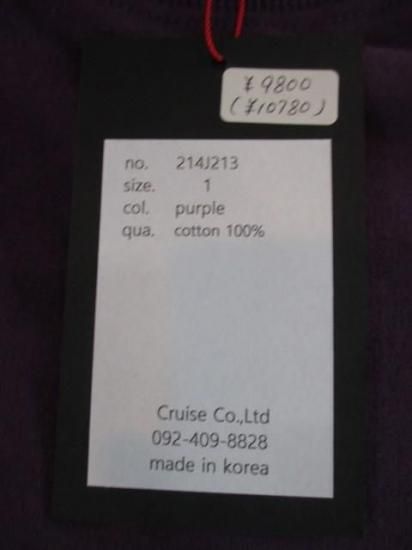 ¥9800
(¥10780)
no. 214J213
size. 1
col. purple
qua. cotton 100%
Cruise Co.,Ltd
092-409-8828
made in korea